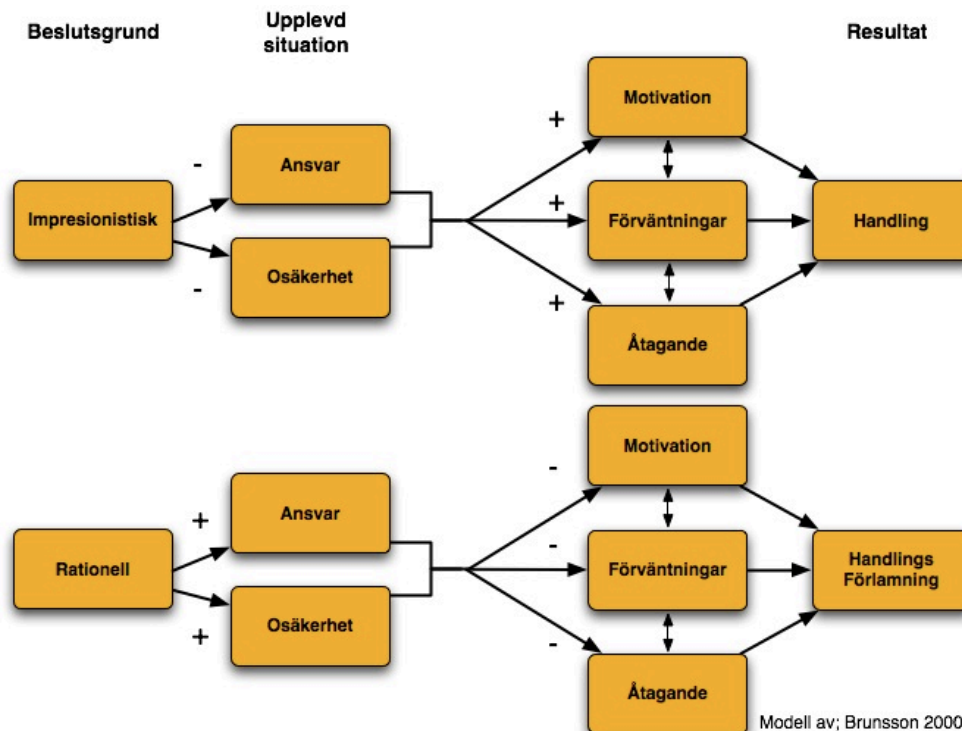 Beslutsgrund
Upplevd
situation
Resultat
Impresionistisk
-
-
Ansvar
Osäkerhet
+
+
+
Motivation
Förväntningar
Åtagande
Handling
Rationell
+
+
Ansvar
Osäkerhet
-
-
-
Motivation
Förväntningar
Åtagande
Handlings
Förlamning
Modell av; Brunsson 2000